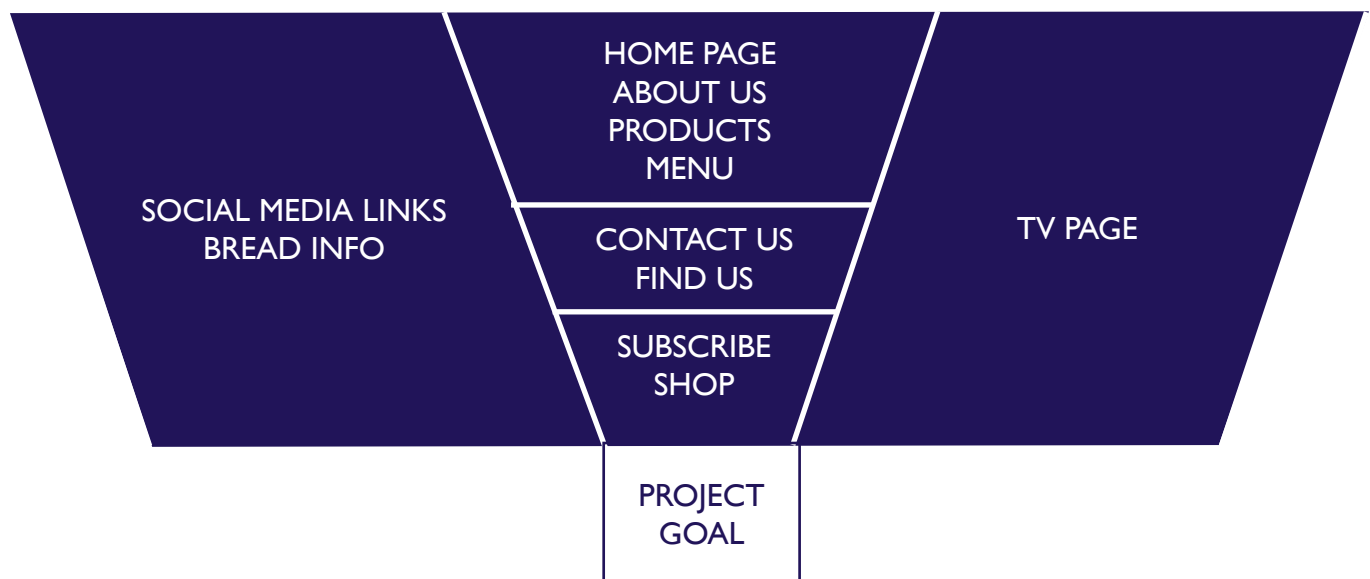 HOME PAGE
ABOUT US
PRODUCTS
MENU
SOCIAL MEDIA LINKS
BREAD INFO
CONTACT US
FIND US
TV PAGE
SUBSCRIBE
SHOP
PROJECT
GOAL